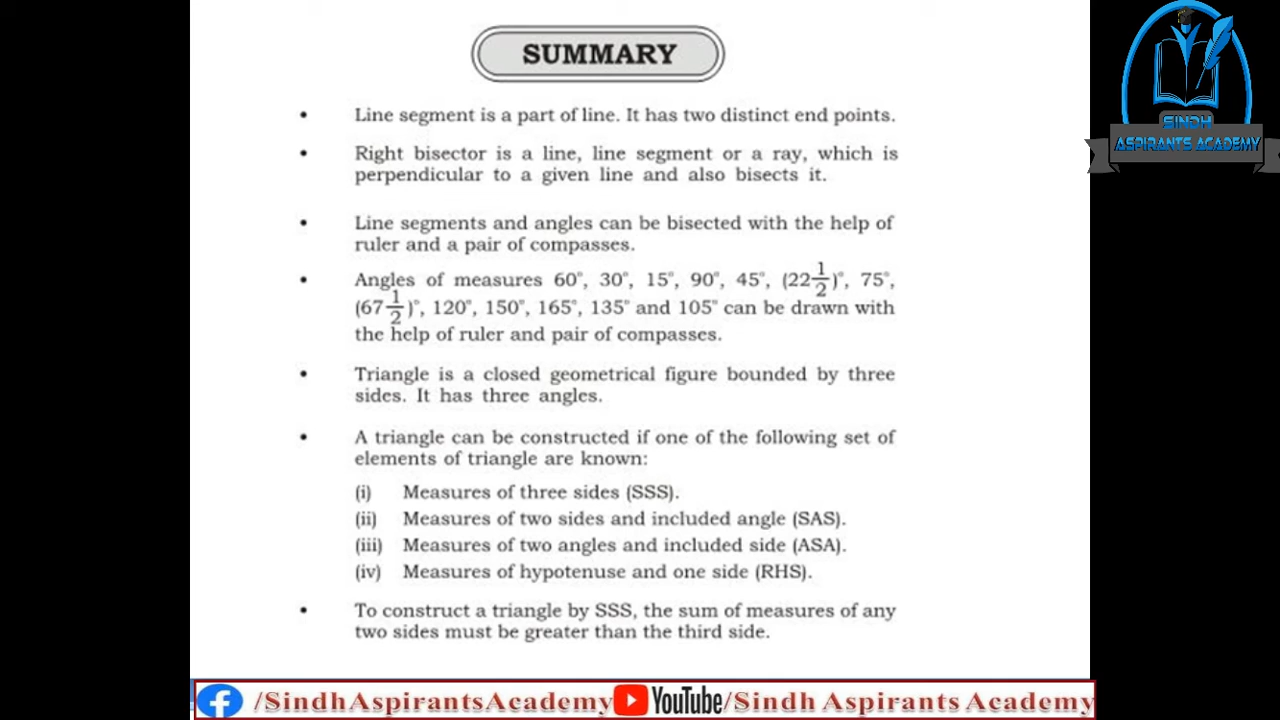 SUMMARY
SINDH
ASPIRANTS ACADEMY
• Line segment is a part of line. It has two distinct end points.
• Right bisector is a line, line segment or a ray, which is
perpendicular to a given line and also bisects it.
• Line segments and angles can be bisected with the help of
ruler and a pair of compasses.
• Angles of measures 60°, 30°, 15°, 90°, 45°, (22 1/2)°, 75°,
(67 1/2)°, 120°, 150°, 165°, 135° and 105° can be drawn with
the help of ruler and pair of compasses.
• Triangle is a closed geometrical figure bounded by three
sides. It has three angles.
• A triangle can be constructed if one of the following set of
elements of triangle are known:
(i) Measures of three sides (SSS).
(ii) Measures of two sides and included angle (SAS).
(iii) Measures of two angles and included side (ASA).
(iv) Measures of hypotenuse and one side (RHS).
• To construct a triangle by SSS, the sum of measures of any
two sides must be greater than the third side.
/SindhAspirantsAcademy YouTube/Sindh Aspirants Academy